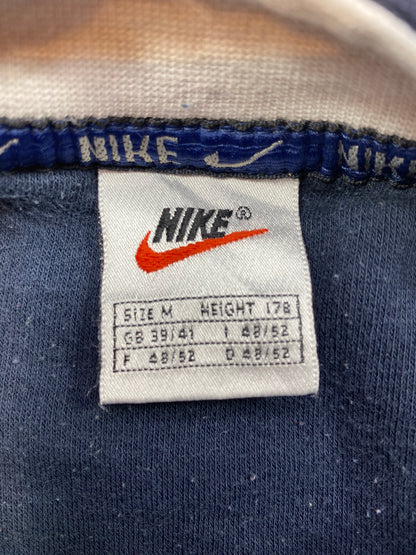 NIKE NIKE
NIKE®
SIZE M HEIGHT 178
GB 39/41 I 48/52
F 48/52 D 48/52